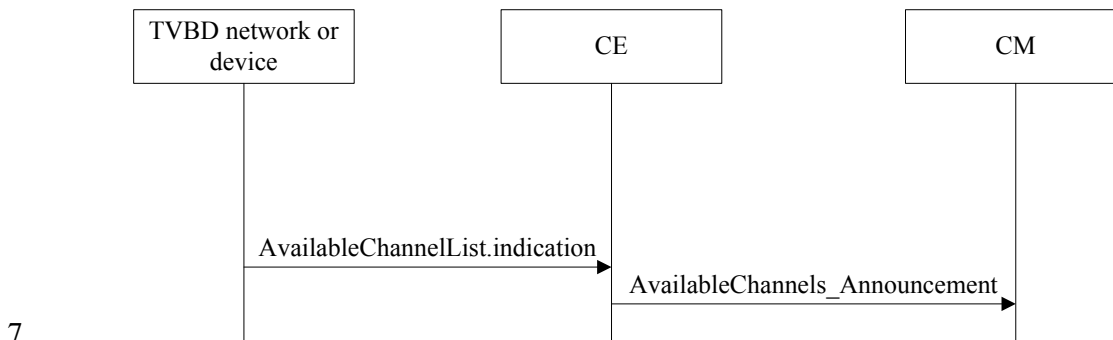 TVBD network or
device
CE
CM
AvailableChannelList.indication
AvailableChannels_Announcement
7